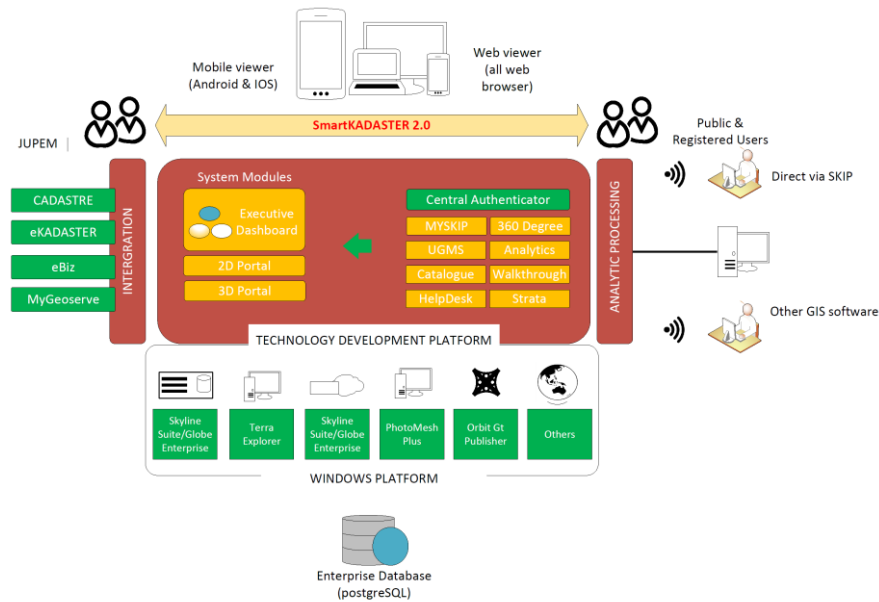 Mobile viewer
(Android & IOS)
Web viewer
(all web
browser)
SmartKADASTER 2.0
JUPEM
Public &
Registered Users
Direct via SKIP
Other GIS software
CADASTRE
eKADASTER
eBiz
MyGeoserve
INTERGRATION
System Modules
Executive
Dashboard
2D Portal
3D Portal
Central Authenticator
MYSKIP
360 Degree
UGMS
Analytics
Catalogue
Walkthrough
HelpDesk
Strata
ANALYTIC PROCESSING
TECHNOLOGY DEVELOPMENT PLATFORM
Skyline
Suite/Globe
Enterprise
Terra
Explorer
Skyline
Suite/Globe
Enterprise
PhotoMesh
Plus
Orbit Gt
Publisher
Others
WINDOWS PLATFORM
Enterprise Database
(postgreSQL)